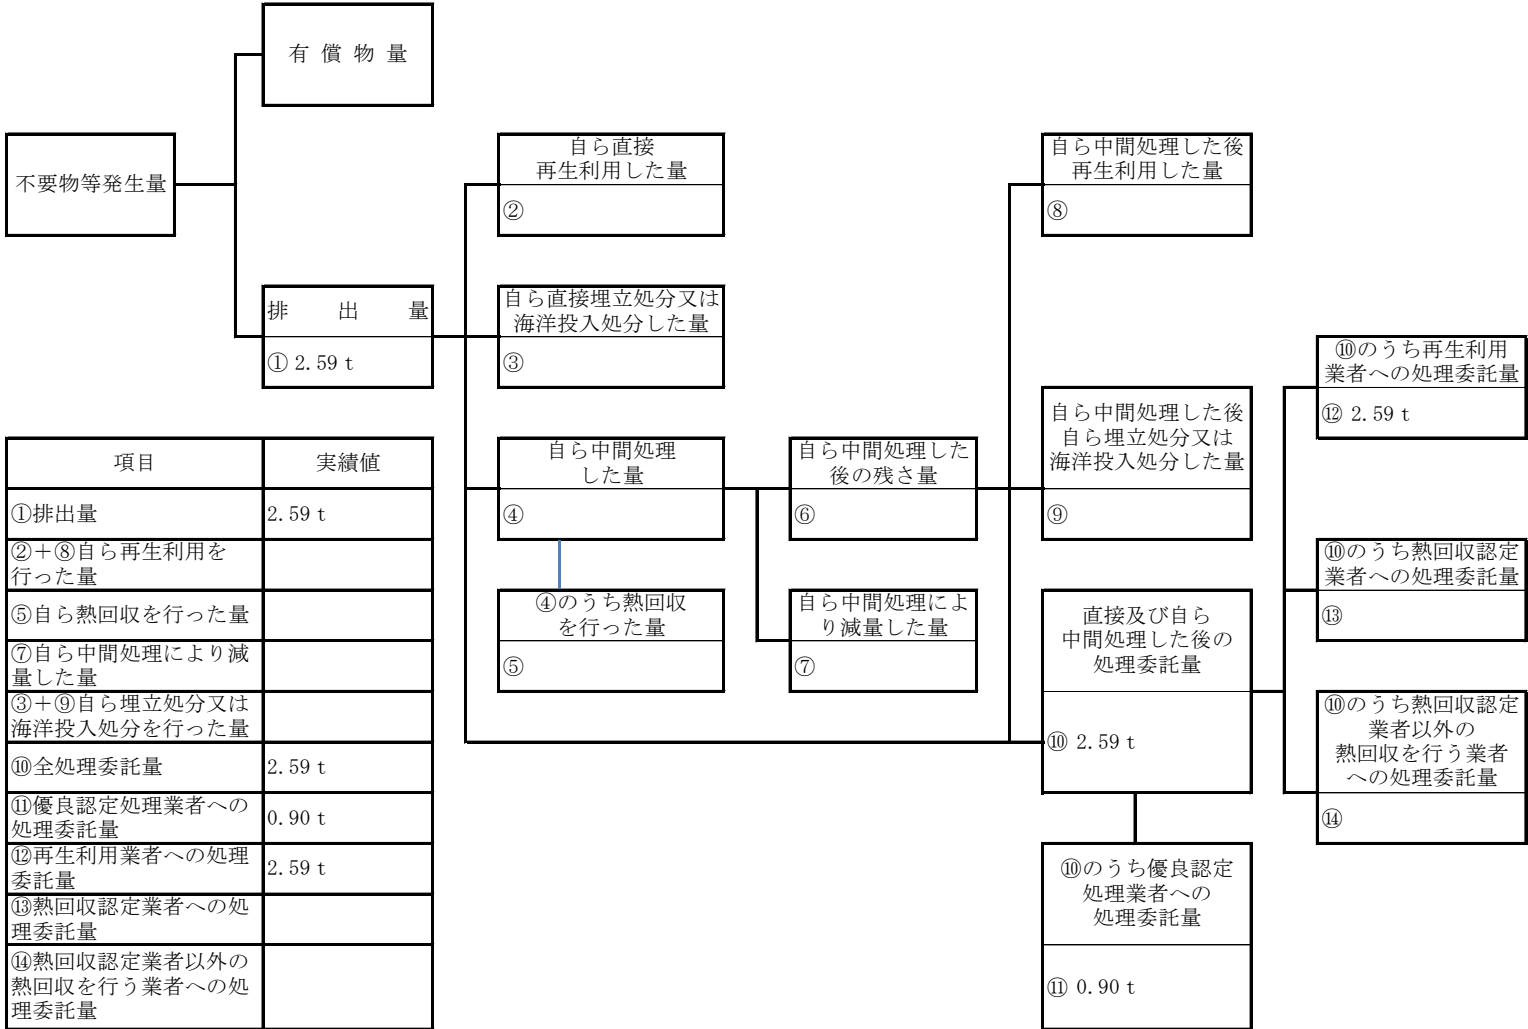 有 償 物 量
不要物等発生量
自ら直接
再生利用した量
②
自ら中間処理した後
再生利用した量
⑧
排 出 量
① 2.59 t
自ら直接埋立処分又は
海洋投入処分した量
③
⑩のうち再生利用
業者への処理委託量
⑫ 2.59 t
自ら中間処理した後
自ら埋立処分又は
海洋投入処分した量
⑨
自ら中間処理
した量
④
自ら中間処理した
後の残さ量
⑥
⑩のうち熱回収認定
業者への処理委託量
⑬
④のうち熱回収
を行った量
⑤
自ら中間処理によ
り減量した量
⑦
直接及び自ら
中間処理した後の
処理委託量
⑩ 2.59 t
⑩のうち熱回収認定
業者以外の
熱回収を行う業者
への処理委託量
⑭
⑩のうち優良認定
処理業者への
処理委託量
⑪ 0.90 t
項目 実績値
①排出量 2.59 t
②＋⑧自ら再生利用を
行った量
⑤自ら熱回収を行った量
⑦自ら中間処理により減
量した量
③＋⑨自ら埋立処分又は
海洋投入処分を行った量
⑩全処理委託量 2.59 t
⑪優良認定処理業者への
処理委託量 0.90 t
⑫再生利用業者への処理
委託量 2.59 t
⑬熱回収認定業者への処
理委託量
⑭熱回収認定業者以外の
熱回収を行う業者への処
理委託量